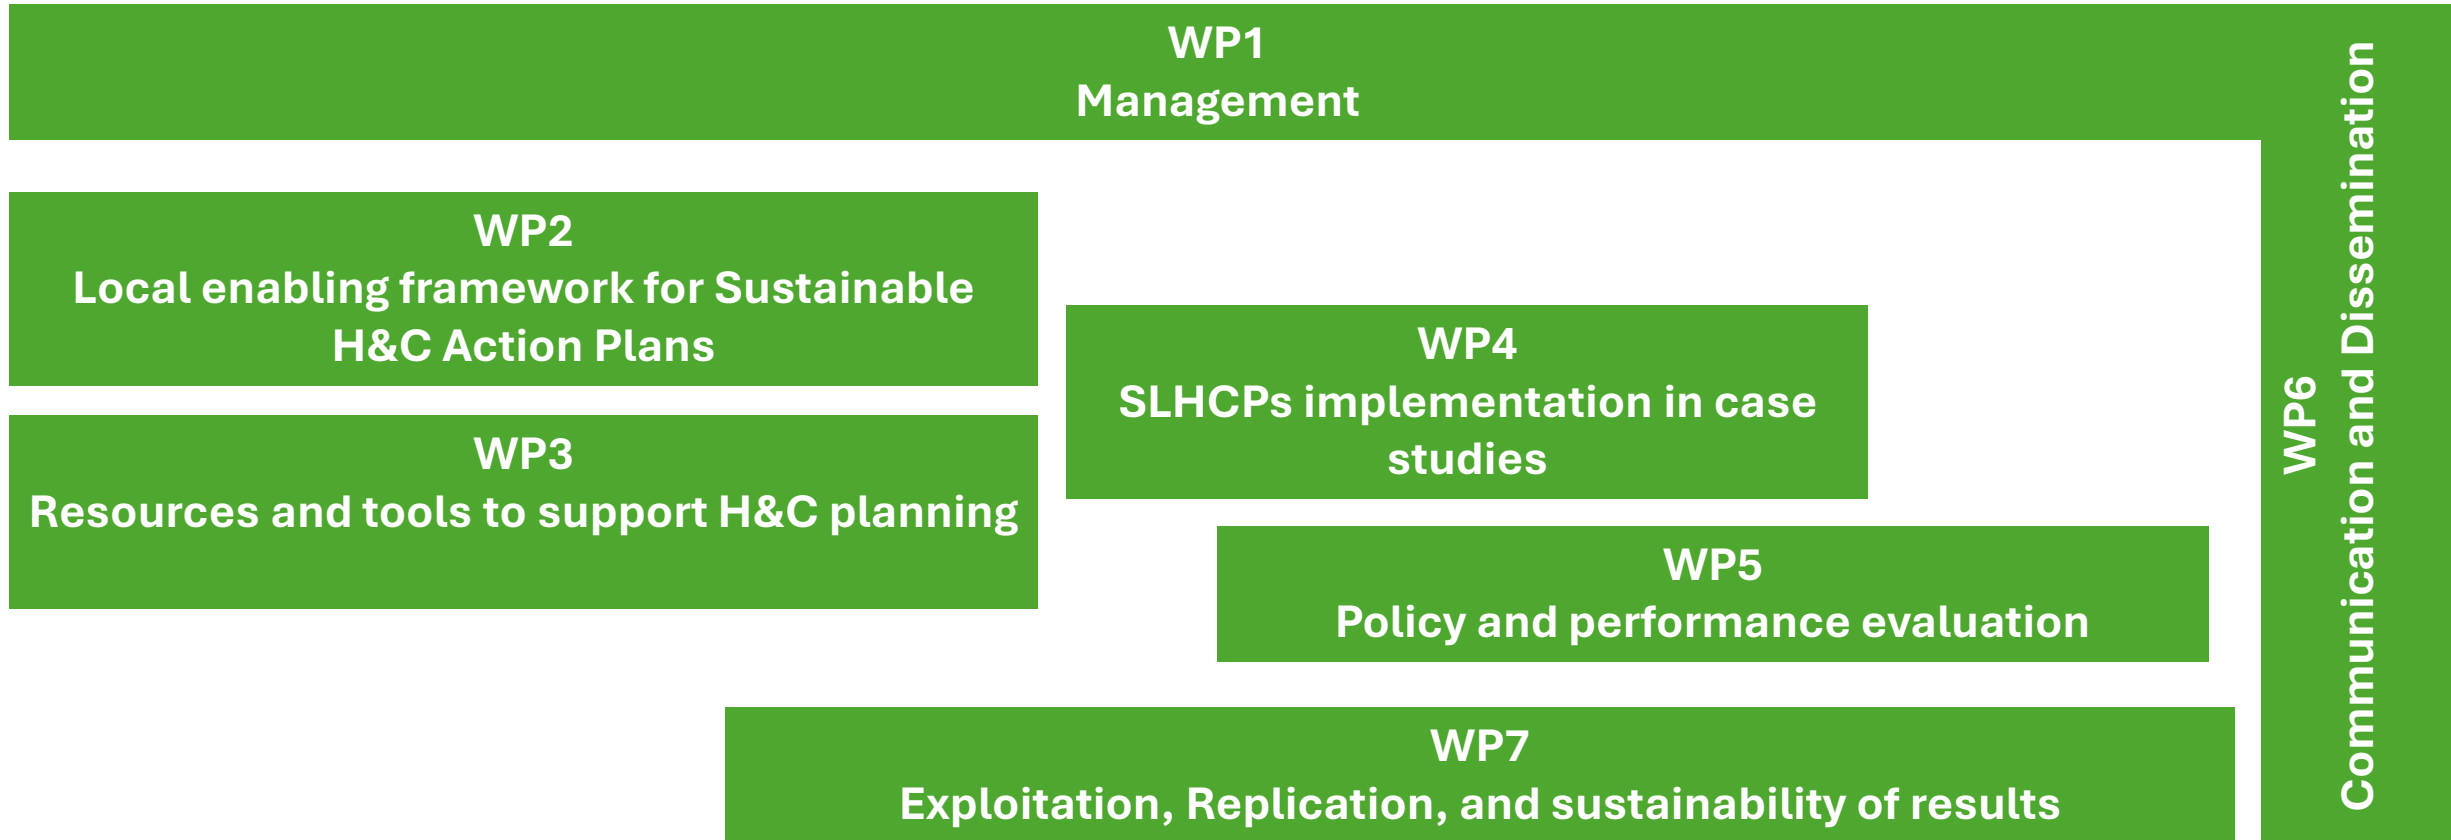 WP1
Management
WP2
Local enabling framework for Sustainable
H&C Action Plans
WP3
Resources and tools to support H&C planning
WP4
SLHCPs implementation in case
studies
WP5
Policy and performance evaluation
WP7
Exploitation, Replication, and sustainability of results
WP6
Communication and Dissemination